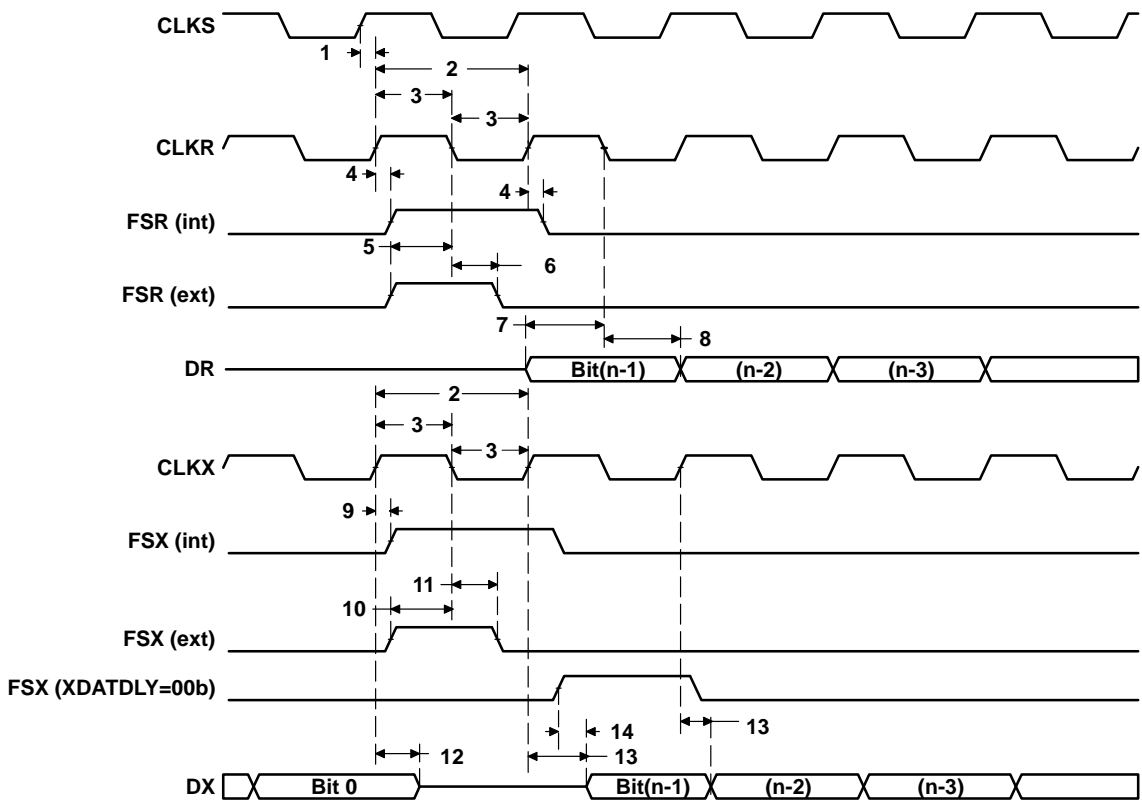 CLKS
1
2
3
3
CLKR
4
4
FSR (int)
5
6
FSR (ext)
7
8
DR
Bit(n-1)
(n-2)
(n-3)
2
3
3
CLKX
9
FSX (int)
11
10
FSX (ext)
FSX (XDATDLY=00b)
14
13
12
13
DX
Bit 0
Bit(n-1)
(n-2)
(n-3)